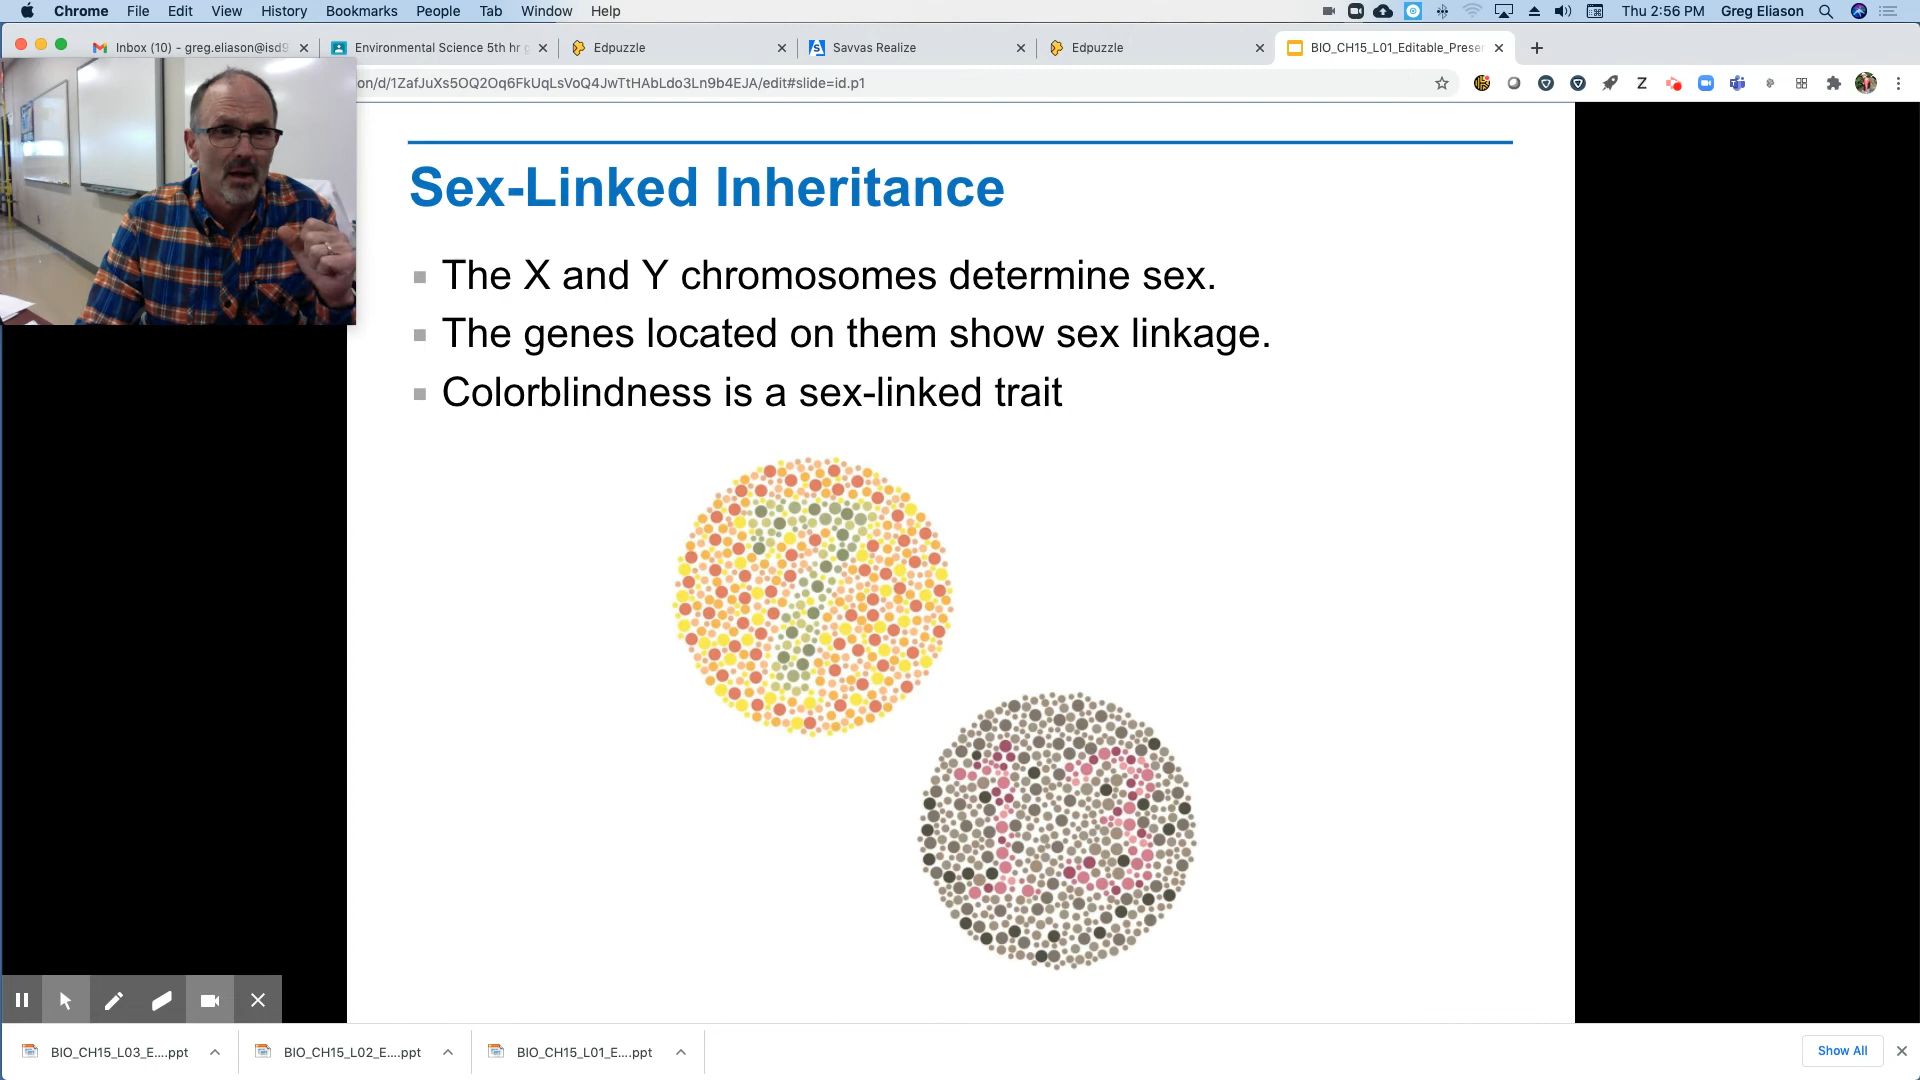 Chrome File Edit View History Bookmarks People Tab Window Help Thu 2:56 PM Greg Eliason
Inbox (10) - greg.eliason@isd9 Environmental Science 5th hr Edpuzzle Savvas Realize Edpuzzle BIO_CH15_L01_Editable_Preser
on/d/1ZafJuXs5OQ2Oq6FkUqLsVoQ4JwTtHAbLdo3Ln9b4EJA/edit#slide=id.p1
Sex-Linked Inheritance
The X and Y chromosomes determine sex.
The genes located on them show sex linkage.
Colorblindness is a sex-linked trait
7
13
BIO_CH15_L03_E....ppt BIO_CH15_L02_E....ppt BIO_CH15_L01_E....ppt Show All